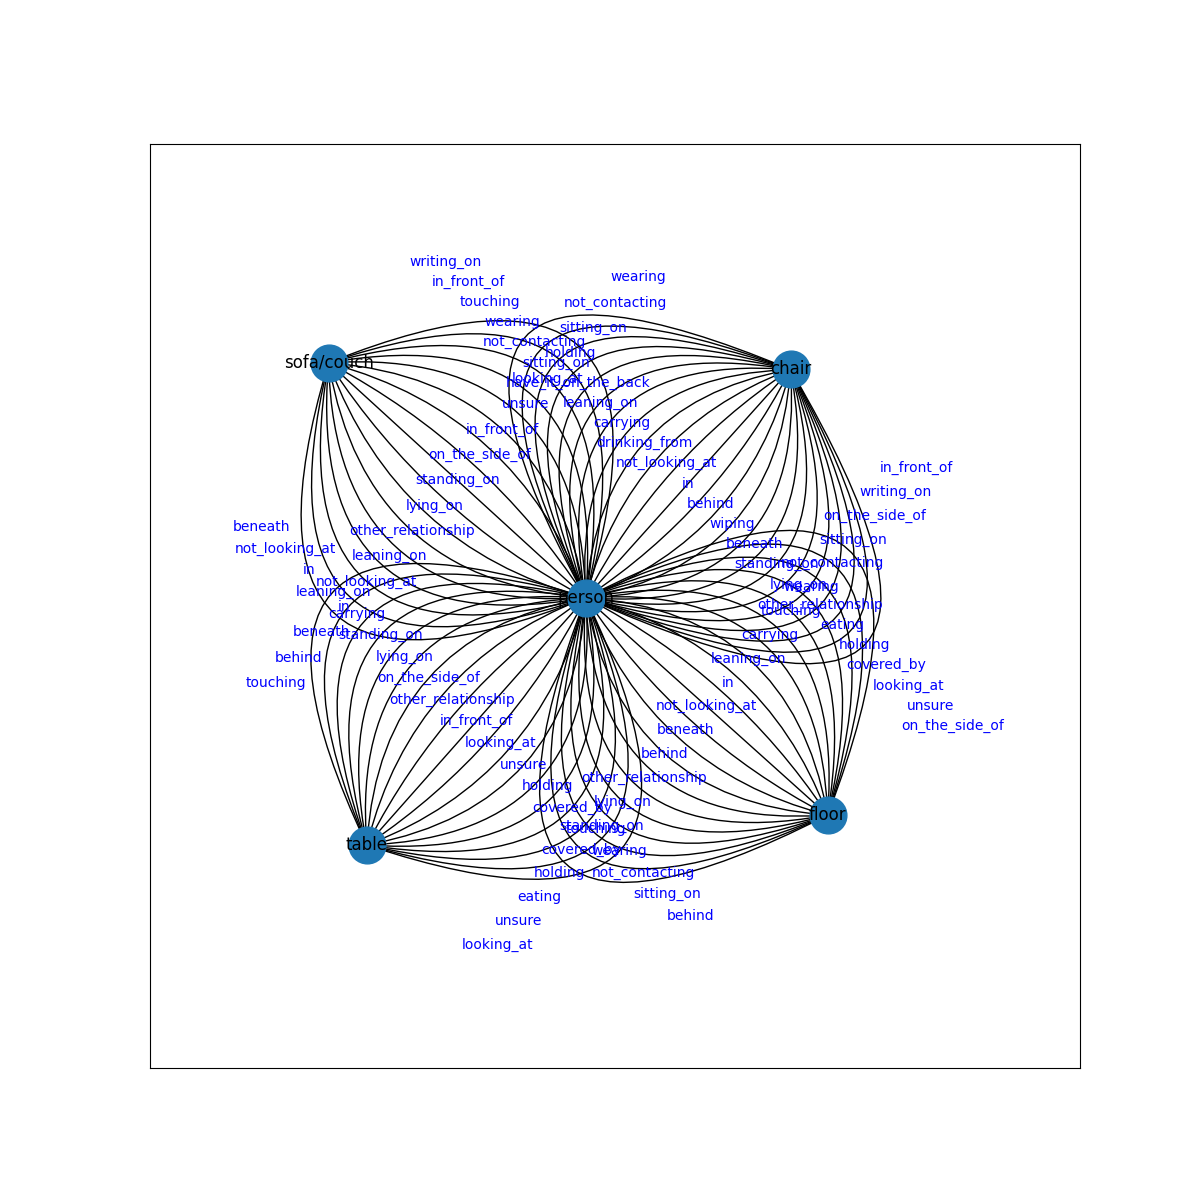 writing_on
wearing
in_front_of
touching
not_contacting
wearing
sitting_on
not_contacting
holding
sitting_on
sofa/couch
chair
looking_at
have_it_on_the_back
unsure
leaning_on
carrying
in_front_of
drinking_from
on_the_side_of
not_looking_at
in_front_of
standing_on
in
writing_on
lying_on
behind
on_the_side_of
wiping
beneath
other_relationship
sitting_on
beneath
not_looking_at
leaning_on
standing_on
not_contacting
in
not_looking_at
lying_on
wearing
leaning_on
person
in
other_relationship
carrying
touching
eating
beneath
standing_on
carrying
holding
behind
lying_on
leaning_on
covered_by
touching
on_the_side_of
in
looking_at
other_relationship
not_looking_at
unsure
in_front_of
beneath
on_the_side_of
looking_at
behind
unsure
other_relationship
holding
lying_on
covered_by
floor
standing_on
touching
table
covered_by
wearing
holding
not_contacting
eating
sitting_on
unsure
behind
looking_at